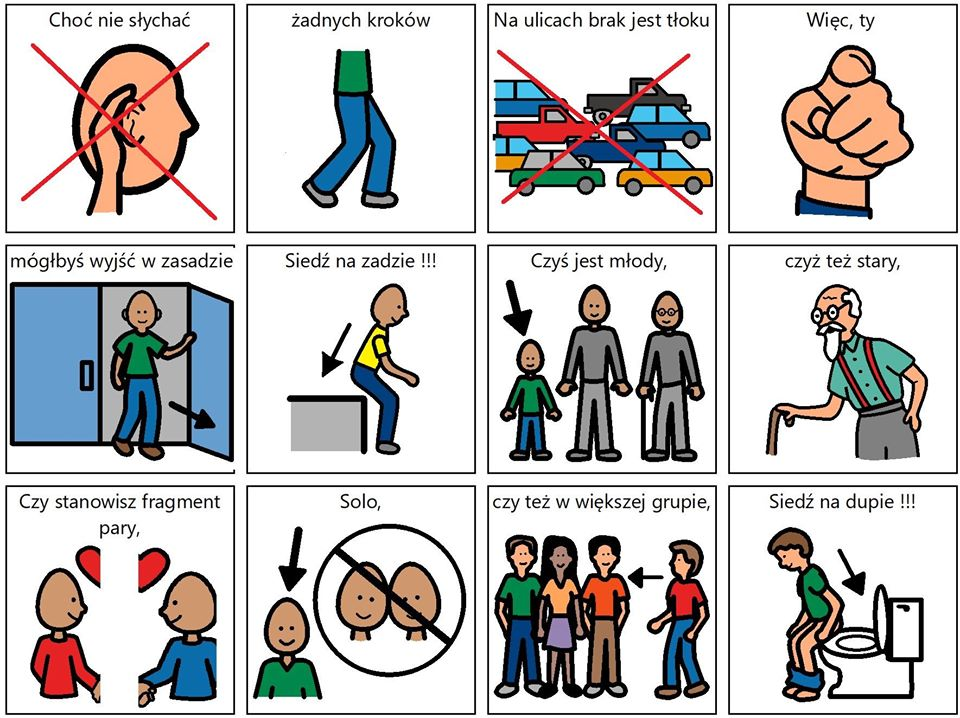 Choć nie słychać
żadnych kroków
Na ulicach brak jest tłoku
Więc, ty
mógłbyś wyjść w zasadzie
Siedź na zadzie !!!
Czyś jest młody,
czyż też stary,
Czy stanowisz fragment
pary,
Solo,
czy też w większej grupie,
Siedź na dupie !!!